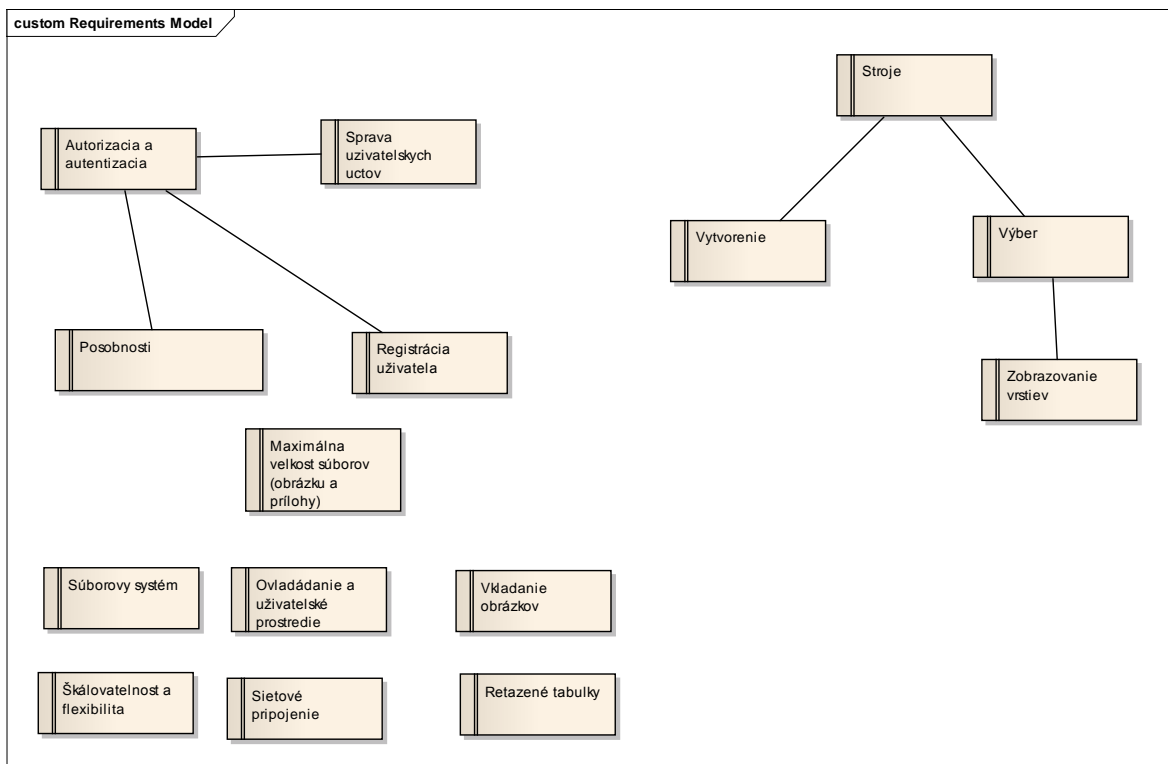 custom Requirements Model
Stroje
Autorizacia a
autentizacia
Sprava
uzivatelskych
uctov
Vytvorenie
Výber
Posobnosti
Registrácia
uživatela
Zobrazovanie
vrstiev
Maximálna
velkost súborov
(obrázku a
prílohy)
Súborovy systém
Ovladádanie a
uživatelské
prostredie
Vkladanie
obrázkov
Škálovatelnost a
flexibilita
Sietové
pripojenie
Retazené tabulky